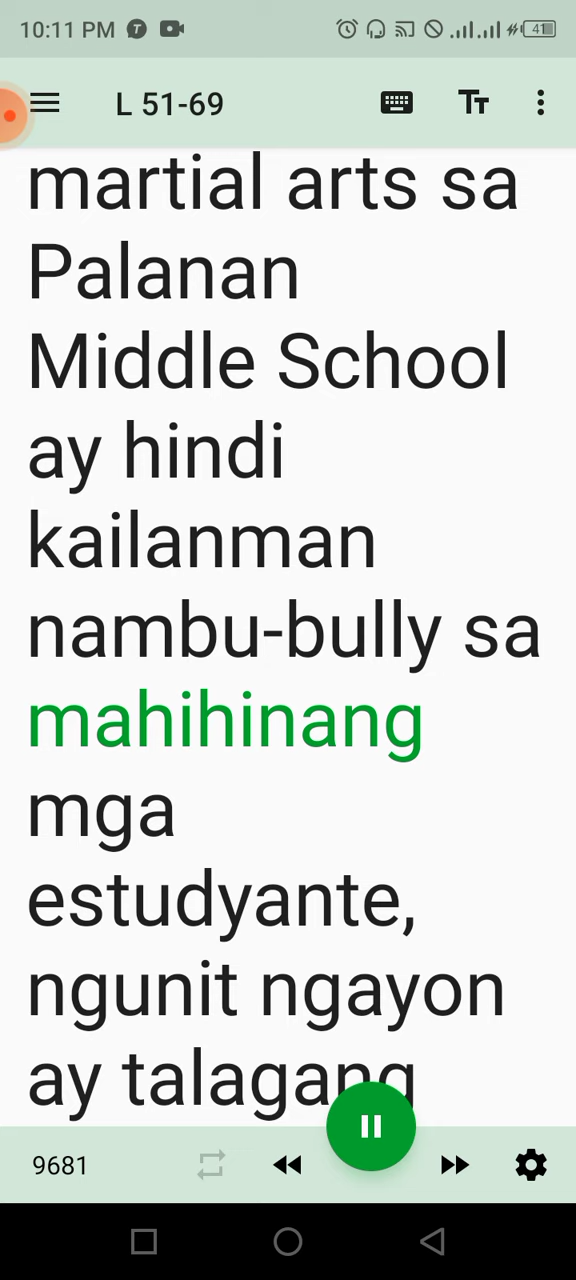 10:11 PM
41
L 51-69
martial arts sa
Palanan
Middle School
ay hindi
kailanman
nambu-bully sa
mahihinang
mga
estudyante,
ngunit ngayon
ay talagang
9681